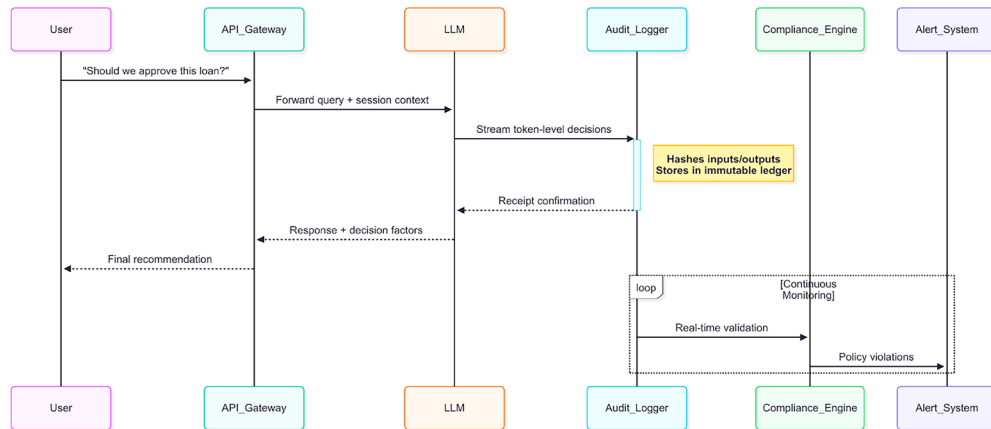 User
API_Gateway
LLM
Audit_Logger
Compliance_Engine
Alert_System
"Should we approve this loan?"
Forward query + session context
Stream token-level decisions
Hashes inputs/outputs
Stores in immutable ledger
Receipt confirmation
Response + decision factors
Final recommendation
loop
[Continuous
Monitoring]
Real-time validation
Policy violations
User
API_Gateway
LLM
Audit_Logger
Compliance_Engine
Alert_System